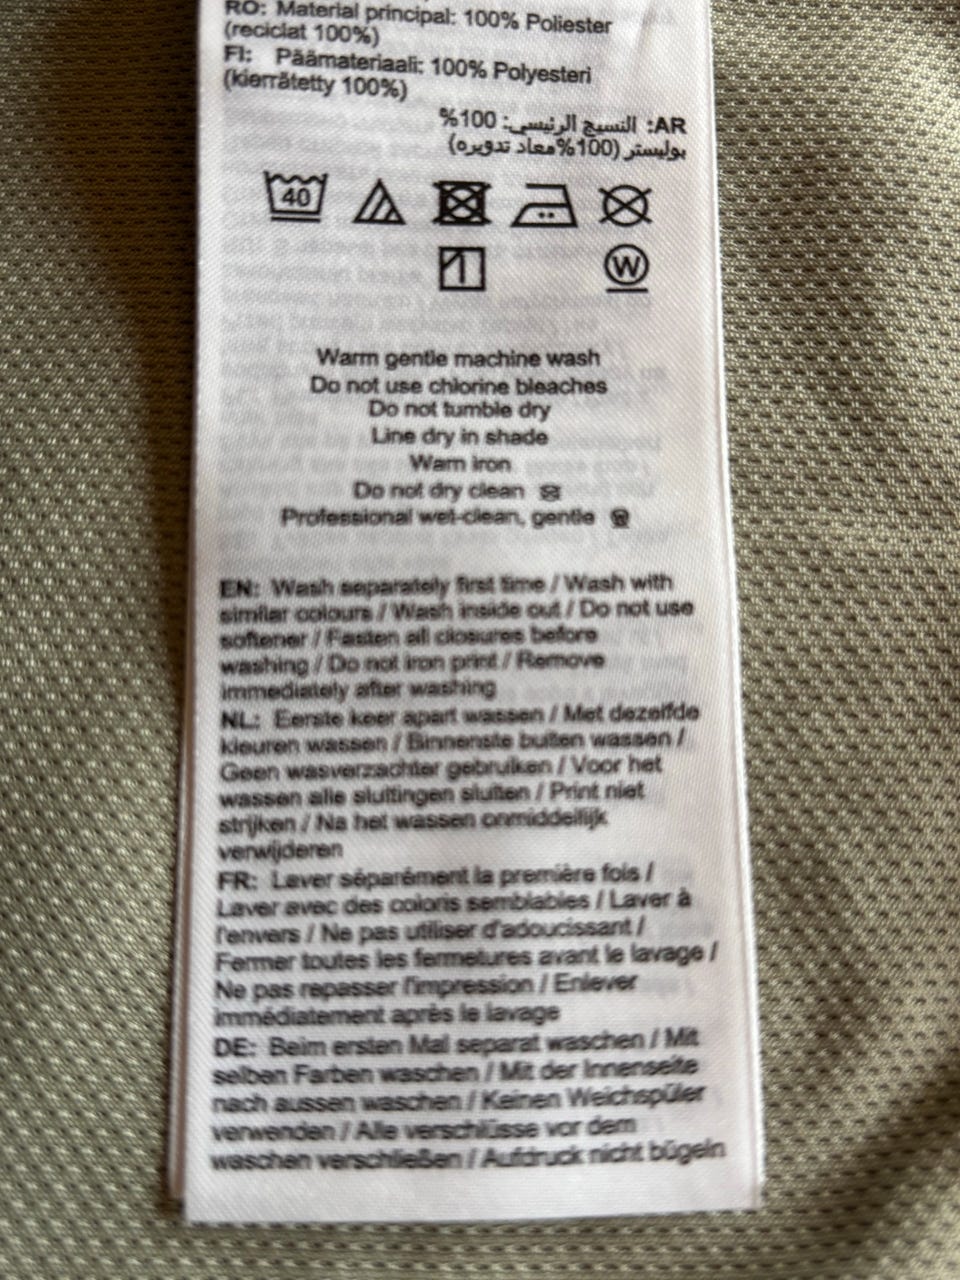 RO: Material principal: 100% Poliester
(reciclat 100%)
FI: Päämateriaali: 100% Polyesteri
(kierrätetty 100%)
AR: النسيج الرئيسي: 100%
بوليستر (100%معاد تدويره)
40
W
Warm gentle machine wash
Do not use chlorine bleaches
Do not tumble dry
Line dry in shade
Warm iron
Do not dry clean
Professional wet-clean, gentle
EN: Wash separately first time / Wash with
similar colours / Wash inside out / Do not use
softener / Fasten all closures before
washing / Do not iron print / Remove
immediately after washing
NL: Eerste keer apart wassen / Met dezelfde
kleuren wassen / Binnenste buiten wassen /
Geen wasverzachter gebruiken / Voor het
wassen alle sluitingen sluiten / Print niet
strijken / Na het wassen onmiddellijk
verwijderen
FR: Laver séparément la première fois /
Laver avec des coloris semblables / Laver à
l'envers / Ne pas utiliser d'adoucissant /
Fermer toutes les fermetures avant le lavage /
Ne pas repasser l'impression / Enlever
immédiatement après le lavage
DE: Beim ersten Mal separat waschen / Mit
selben Farben waschen / Mit der Innenseite
nach aussen waschen / Keinen Weichspüler
verwenden / Alle verschlüsse vor dem
waschen verschließen / Aufdruck nicht bügeln